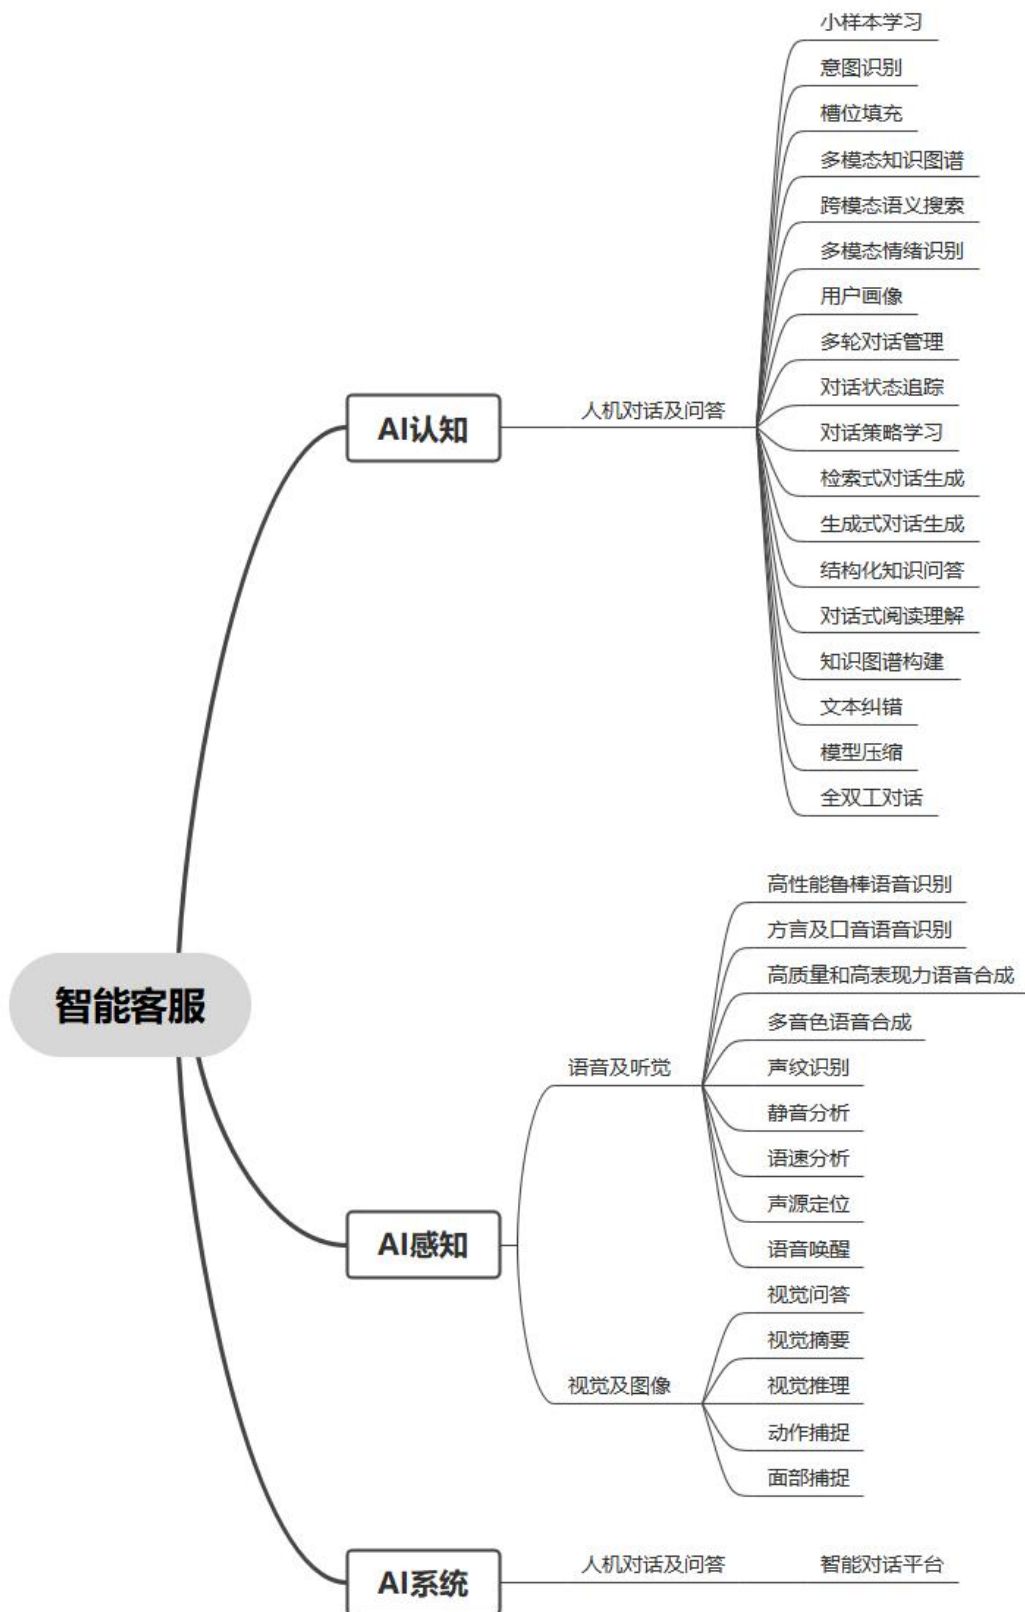 智能客服
AI认知
人机对话及问答
小样本学习
意图识别
槽位填充
多模态知识图谱
跨模态语义搜索
多模态情绪识别
用户画像
多轮对话管理
对话状态追踪
对话策略学习
检索式对话生成
生成式对话生成
结构化知识问答
对话式阅读理解
知识图谱构建
文本纠错
模型压缩
全双工对话
AI感知
语音及听觉
高性能鲁棒语音识别
方言及口音语音识别
高质量和高表现力语音合成
多音色语音合成
声纹识别
静音分析
语速分析
声源定位
语音唤醒
视觉及图像
视觉问答
视觉摘要
视觉推理
动作捕捉
面部捕捉
AI系统
人机对话及问答
智能对话平台